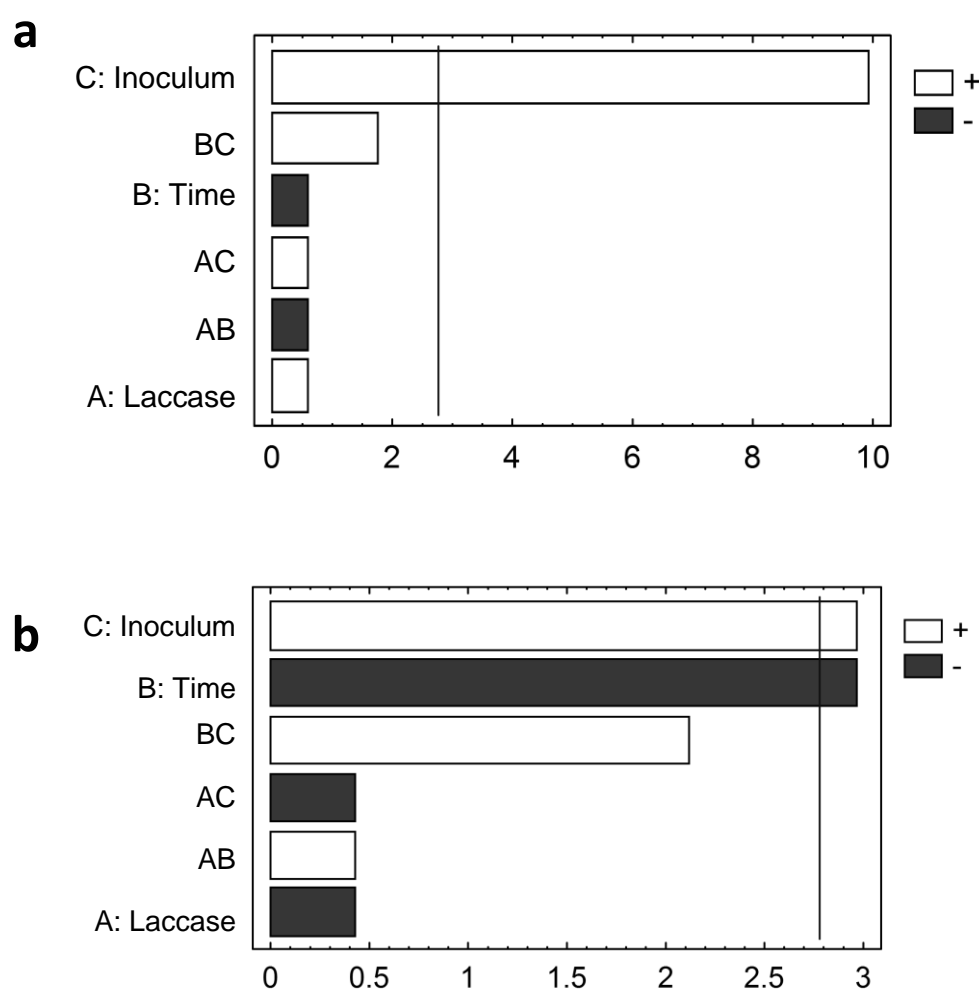 a
C: Inoculum
BC
B: Time
AC
AB
A: Laccase
+
-
0 2 4 6 8 10
b
C: Inoculum
B: Time
BC
AC
AB
A: Laccase
+
-
0 0.5 1 1.5 2 2.5 3